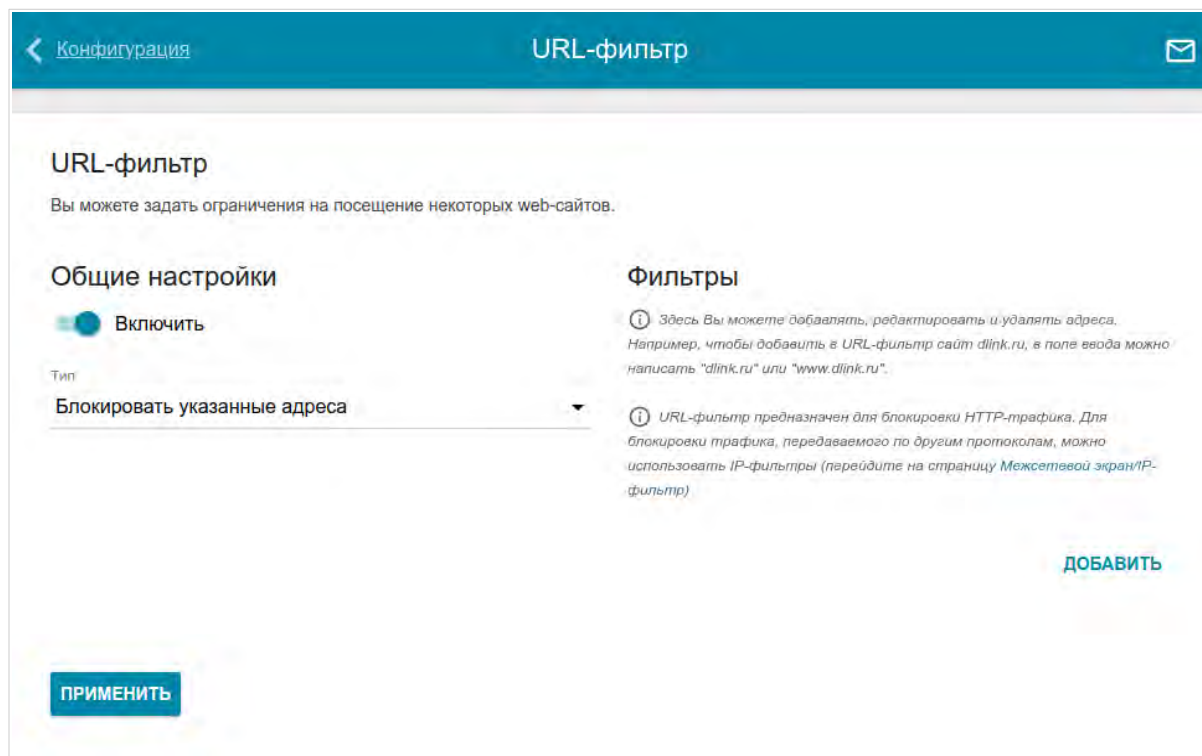 Конфигурация
URL-фильтр
URL-фильтр
Вы можете задать ограничения на посещение некоторых web-сайтов.
Общие настройки
Включить
Тип
Блокировать указанные адреса
Фильтры
Здесь Вы можете добавлять, редактировать и удалять адреса.
Например, чтобы добавить в URL-фильтр сайт dlink.ru, в поле ввода можно
написать "dlink.ru" или "www.dlink.ru".
URL-фильтр предназначен для блокировки HTTP-трафика. Для
блокировки трафика, передаваемого по другим протоколам, можно
использовать IP-фильтры (перейдите на страницу Межсетевой экран/IP-
фильтр)
ДОБАВИТЬ
ПРИМЕНИТЬ